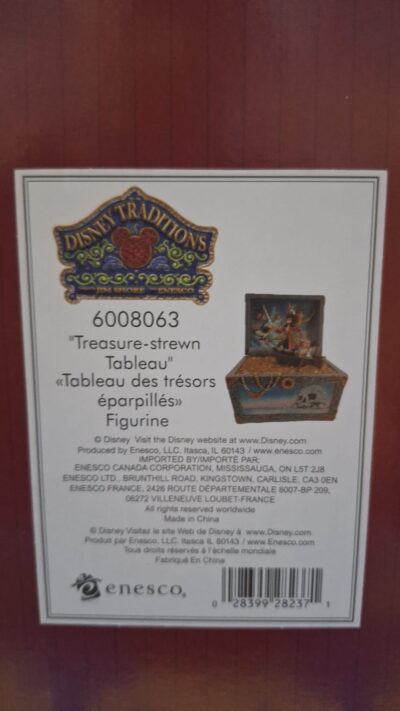 DISNEY TRADITIONS
JIM SHORE ENESCO
6008063
"Treasure-strewn
Tableau"
«Tableau des trésors
éparpillés»
Figurine
© Disney Visit the Disney website at www.Disney.com
Produced by Enesco, LLC. Itasca IL 60143 / www.Enesco.com
IMPORTED BY/IMPORTÉ PAR:
ENESCO CANADA CORPORATION, MISSISSAUGA, ON L5T 2J8
ENESCO LTD., BRUNTHILL ROAD, KINGSTOWN, CARLISLE, CA3 0EN
ENESCO FRANCE, 2426 ROUTE DÉPARTEMENTALE 6007-BP 209,
06272 VILLENEUVE LOUBET-FRANCE
All rights reserved worldwide
Made in China
© Disney Visitez le site Web de Disney à www.Disney.com
Produit par Enesco, LLC. Itasca IL 60143 / www.Enesco.com
Tous droits réservés à l'échelle mondiale
Fabriqué En China
enesco®
0 28399 28237 1